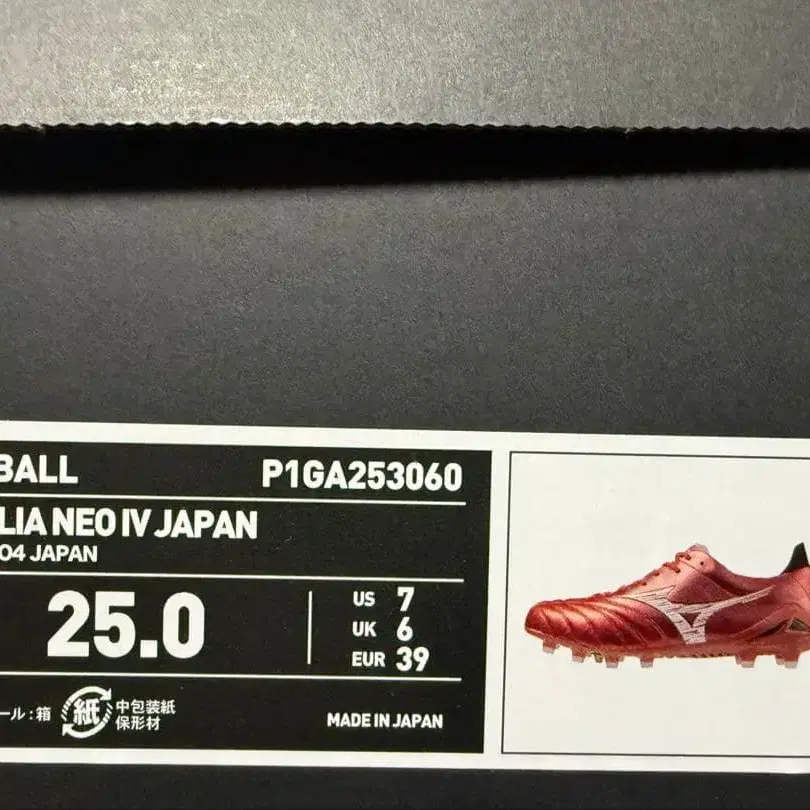 BALL P1GA253060
LIA NEO IV JAPAN
04 JAPAN
25.0
US 7
UK 6
EUR 39
ール:箱 紙 中包装紙
保形材
MADE IN JAPAN